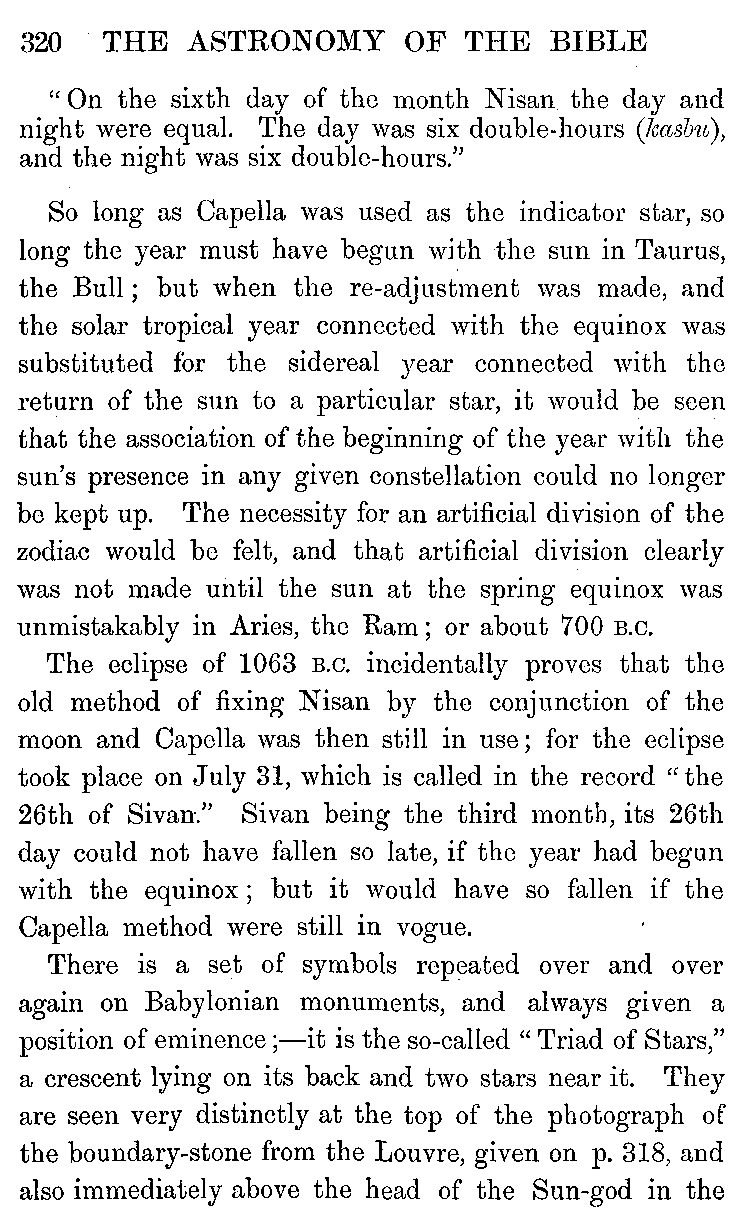 320 THE ASTRONOMY OF THE BIBLE
“On the sixth day of the month Nisan the day and
night were equal. The day was six double-hours (kasbu),
and the night was six double-hours.”
So long as Capella was used as the indicator star, so
long the year must have begun with the sun in Taurus,
the Bull; but when the re-adjustment was made, and
the solar tropical year connected with the equinox was
substituted for the sidereal year connected with the
return of the sun to a particular star, it would be seen
that the association of the beginning of the year with the
sun’s presence in any given constellation could no longer
be kept up. The necessity for an artificial division of the
zodiac would be felt, and that artificial division clearly
was not made until the sun at the spring equinox was
unmistakably in Aries, the Ram; or about 700 B.C.
The eclipse of 1063 B.C. incidentally proves that the
old method of fixing Nisan by the conjunction of the
moon and Capella was then still in use; for the eclipse
took place on July 31, which is called in the record “the
26th of Sivan.” Sivan being the third month, its 26th
day could not have fallen so late, if the year had begun
with the equinox; but it would have so fallen if the
Capella method were still in vogue.
There is a set of symbols repeated over and over
again on Babylonian monuments, and always given a
position of eminence;—it is the so-called “Triad of Stars,”
a crescent lying on its back and two stars near it. They
are seen very distinctly at the top of the photograph of
the boundary-stone from the Louvre, given on p. 318, and
also immediately above the head of the Sun-god in the